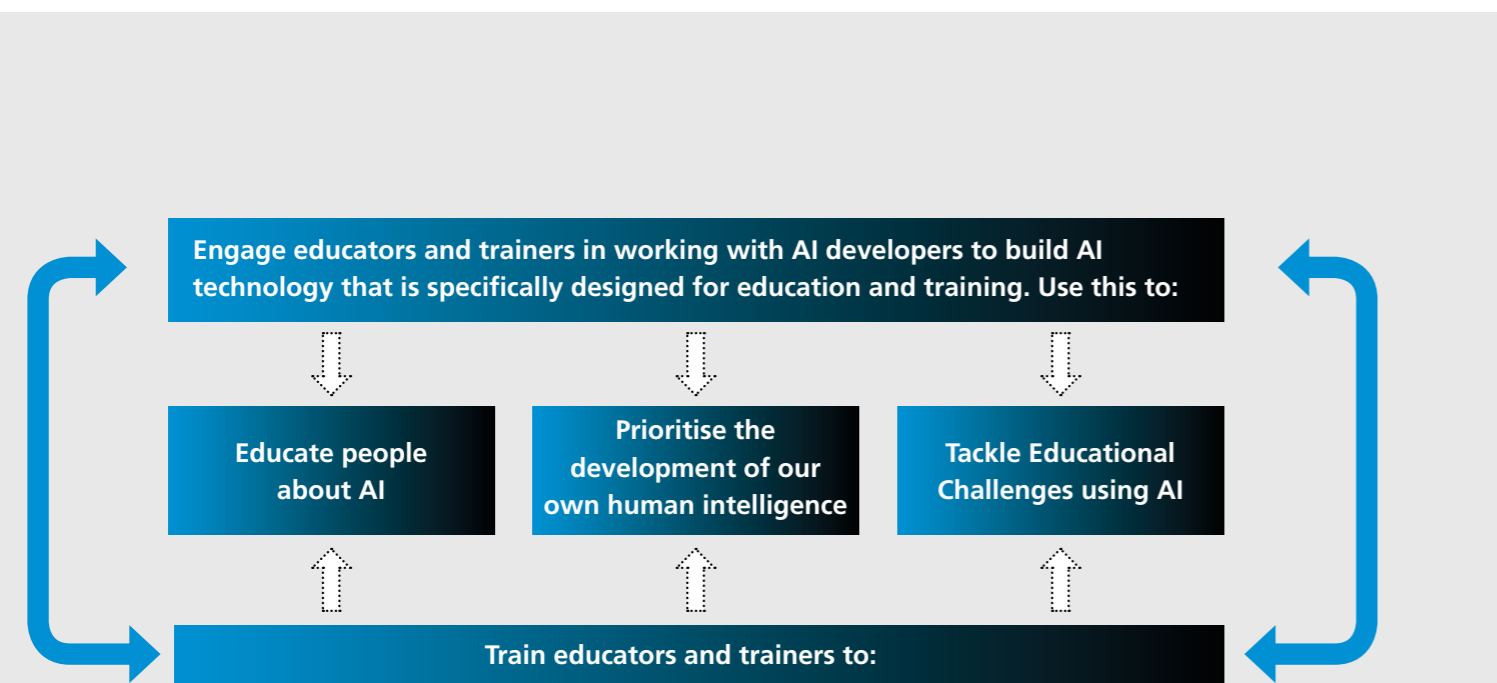 Engage educators and trainers in working with AI developers to build AI
technology that is specifically designed for education and training. Use this to:
Educate people
about AI
Prioritise the
development of our
own human intelligence
Tackle Educational
Challenges using AI
Train educators and trainers to: